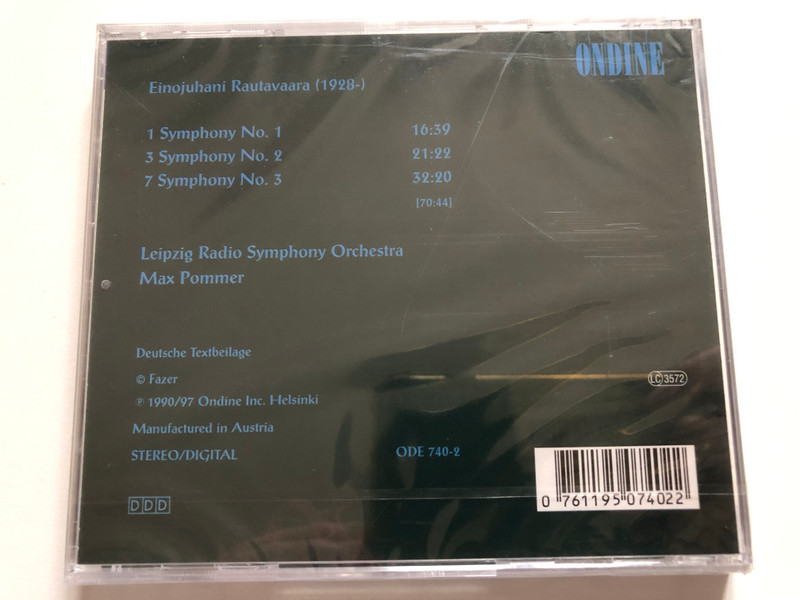 ONDINE
Einojuhani Rautavaara (1928-)
1 Symphony No. 1 16:39
3 Symphony No. 2 21:22
7 Symphony No. 3 32:20
[70:44]
Leipzig Radio Symphony Orchestra
Max Pommer
Deutsche Textbeilage
© Fazer
LC 3572
℗ 1990/97 Ondine Inc. Helsinki
Manufactured in Austria
STEREO/DIGITAL ODE 740-2
DDD
0 761195 074022